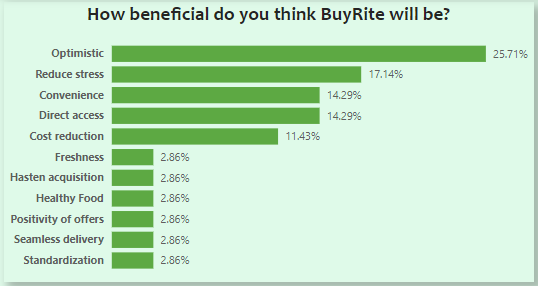 How beneficial do you think BuyRite will be?
Optimistic 25.71%
Reduce stress 17.14%
Convenience 14.29%
Direct access 14.29%
Cost reduction 11.43%
Freshness 2.86%
Hasten acquisition 2.86%
Healthy Food 2.86%
Positivity of offers 2.86%
Seamless delivery 2.86%
Standardization 2.86%